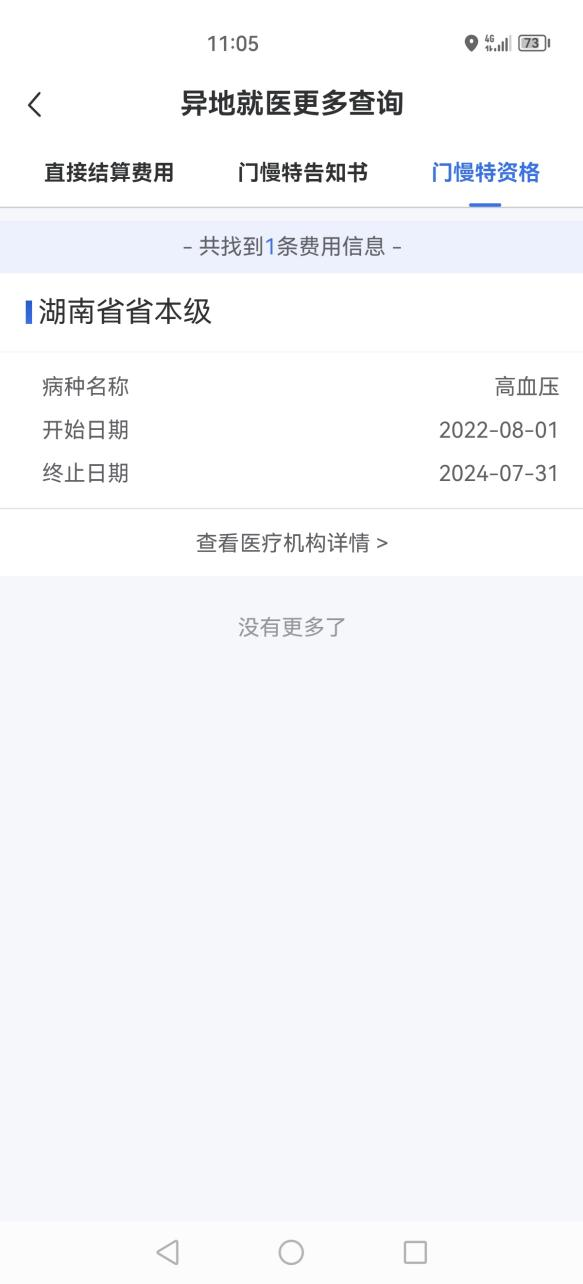 11:05
4G
73
异地就医更多查询
直接结算费用 门慢特告知书 门慢特资格
- 共找到1条费用信息 -
湖南省省本级
病种名称 高血压
开始日期 2022-08-01
终止日期 2024-07-31
查看医疗机构详情 >
没有更多了